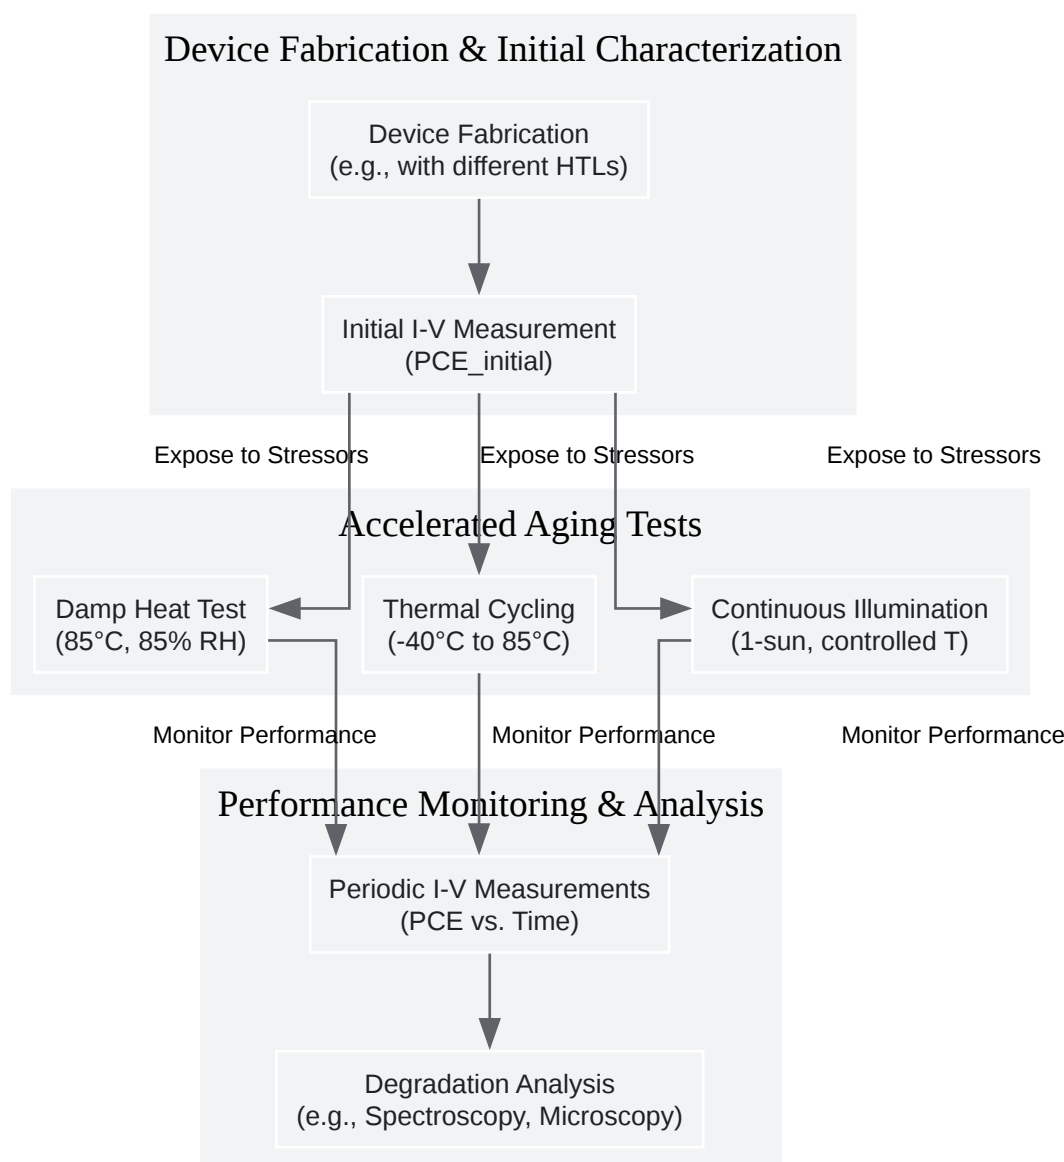 Device Fabrication & Initial Characterization
Device Fabrication
(e.g., with different HTLs)
Initial I-V Measurement
(PCE_initial)
Expose to Stressors
Expose to Stressors
Expose to Stressors
Accelerated Aging Tests
Damp Heat Test
(85°C, 85% RH)
Thermal Cycling
(-40°C to 85°C)
Continuous Illumination
(1-sun, controlled T)
Monitor Performance
Monitor Performance
Monitor Performance
Performance Monitoring & Analysis
Periodic I-V Measurements
(PCE vs. Time)
Degradation Analysis
(e.g., Spectroscopy, Microscopy)